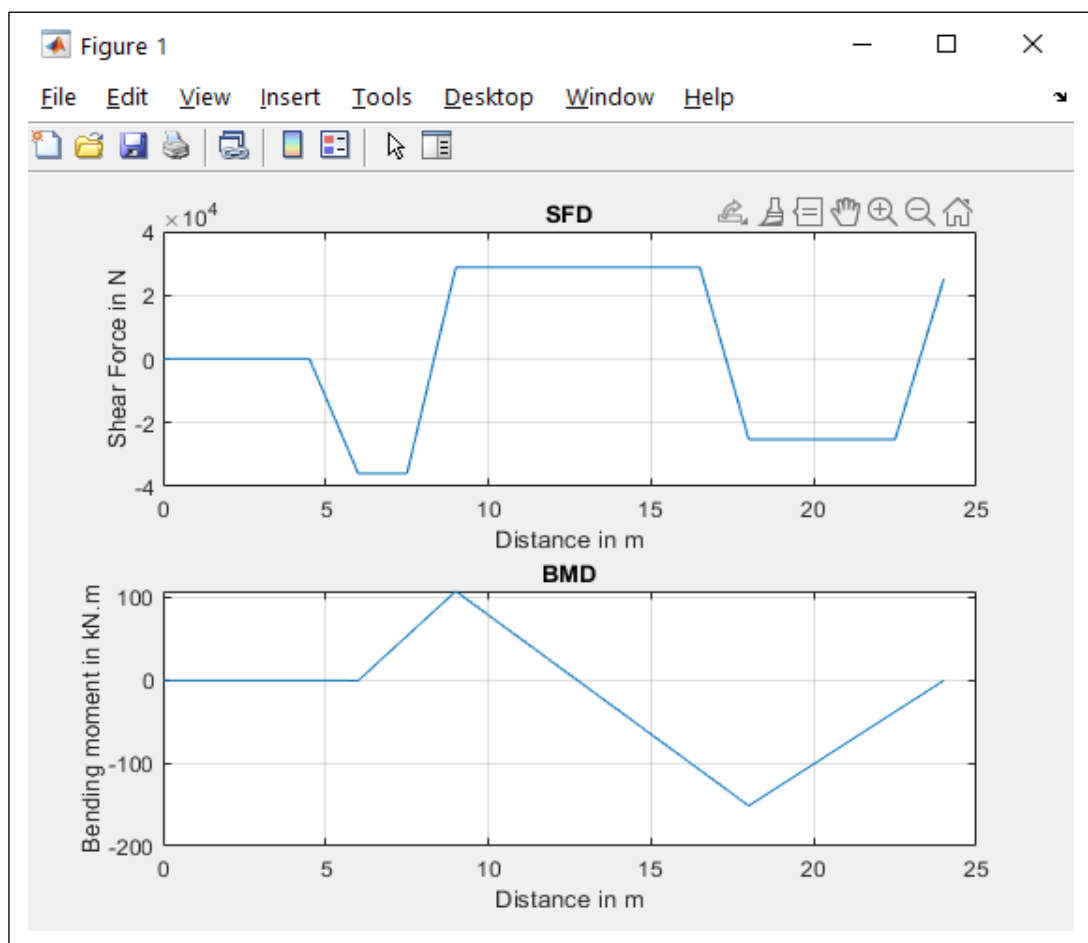 Figure 1
File Edit View Insert Tools Desktop Window Help
×10⁴
SFD
4
2
0
-2
-4
Shear Force in N
0 5 10 15 20 25
Distance in m
BMD
100
0
-100
-200
Bending moment in kN.m
0 5 10 15 20 25
Distance in m